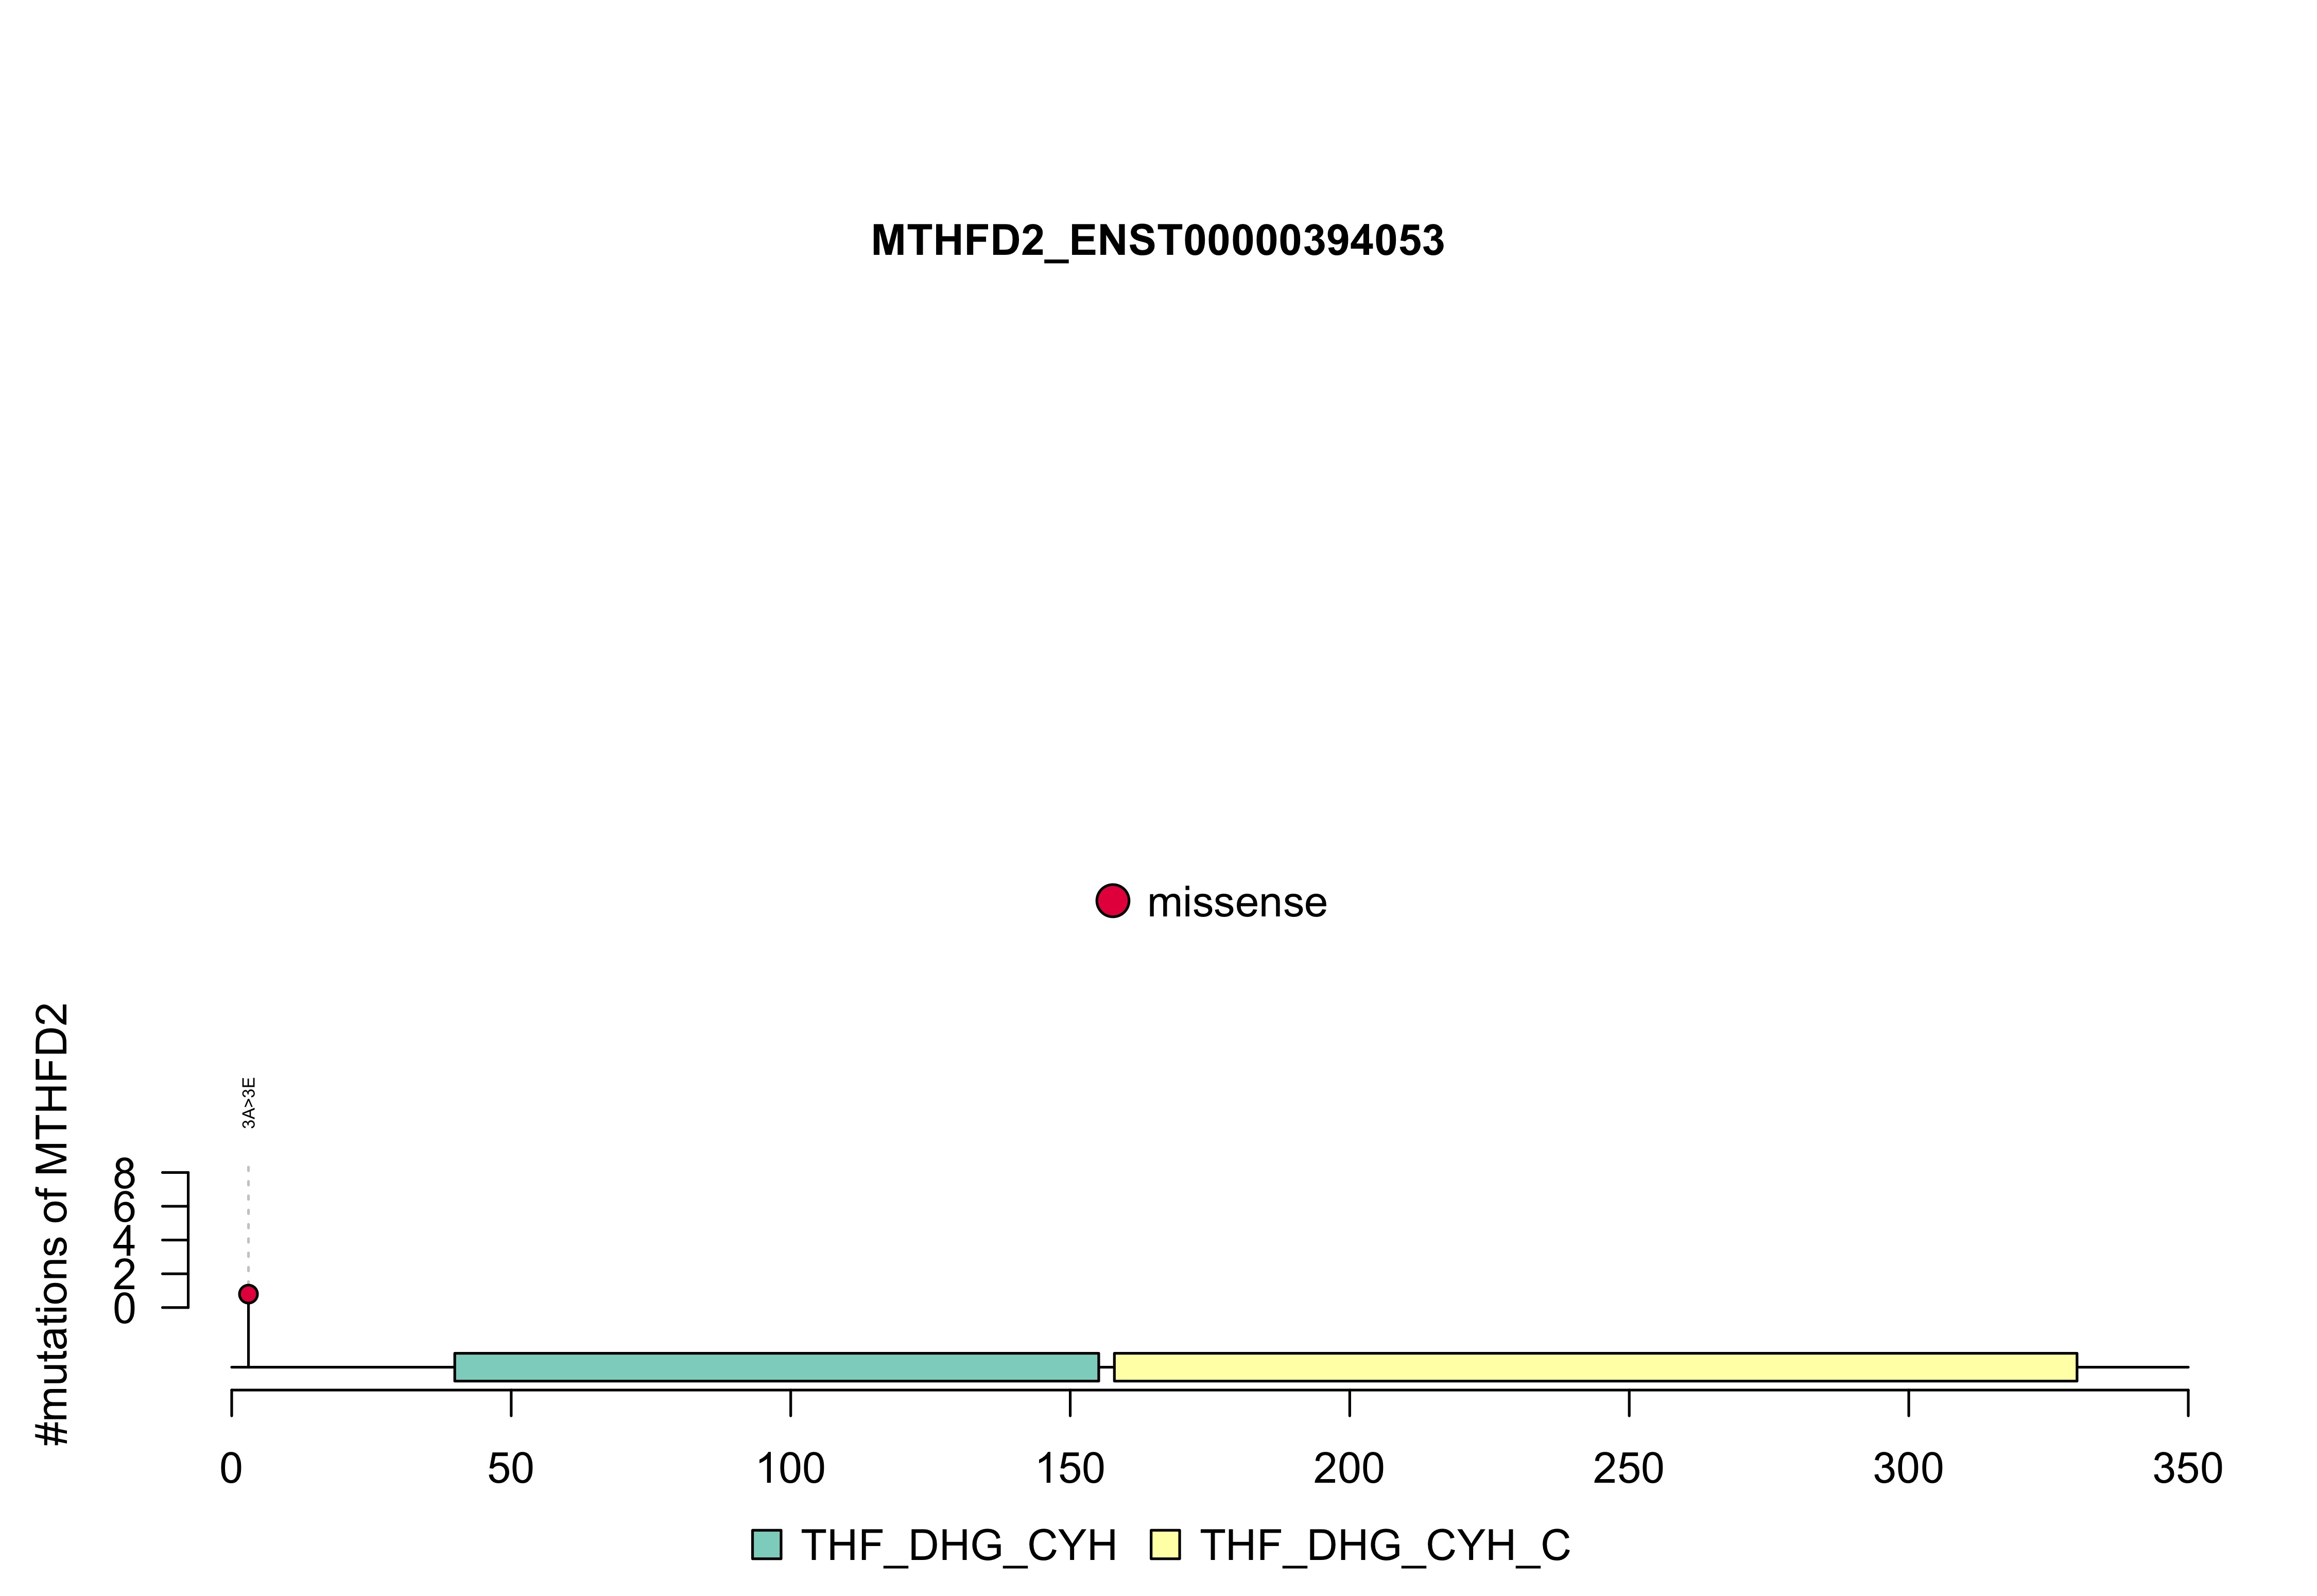 MTHFD2_ENST00000394053
missense
#mutations of MTHFD2
3A>3E
8
6
4
2
0
0 50 100 150 200 250 300 350
THF_DHG_CYH THF_DHG_CYH_C